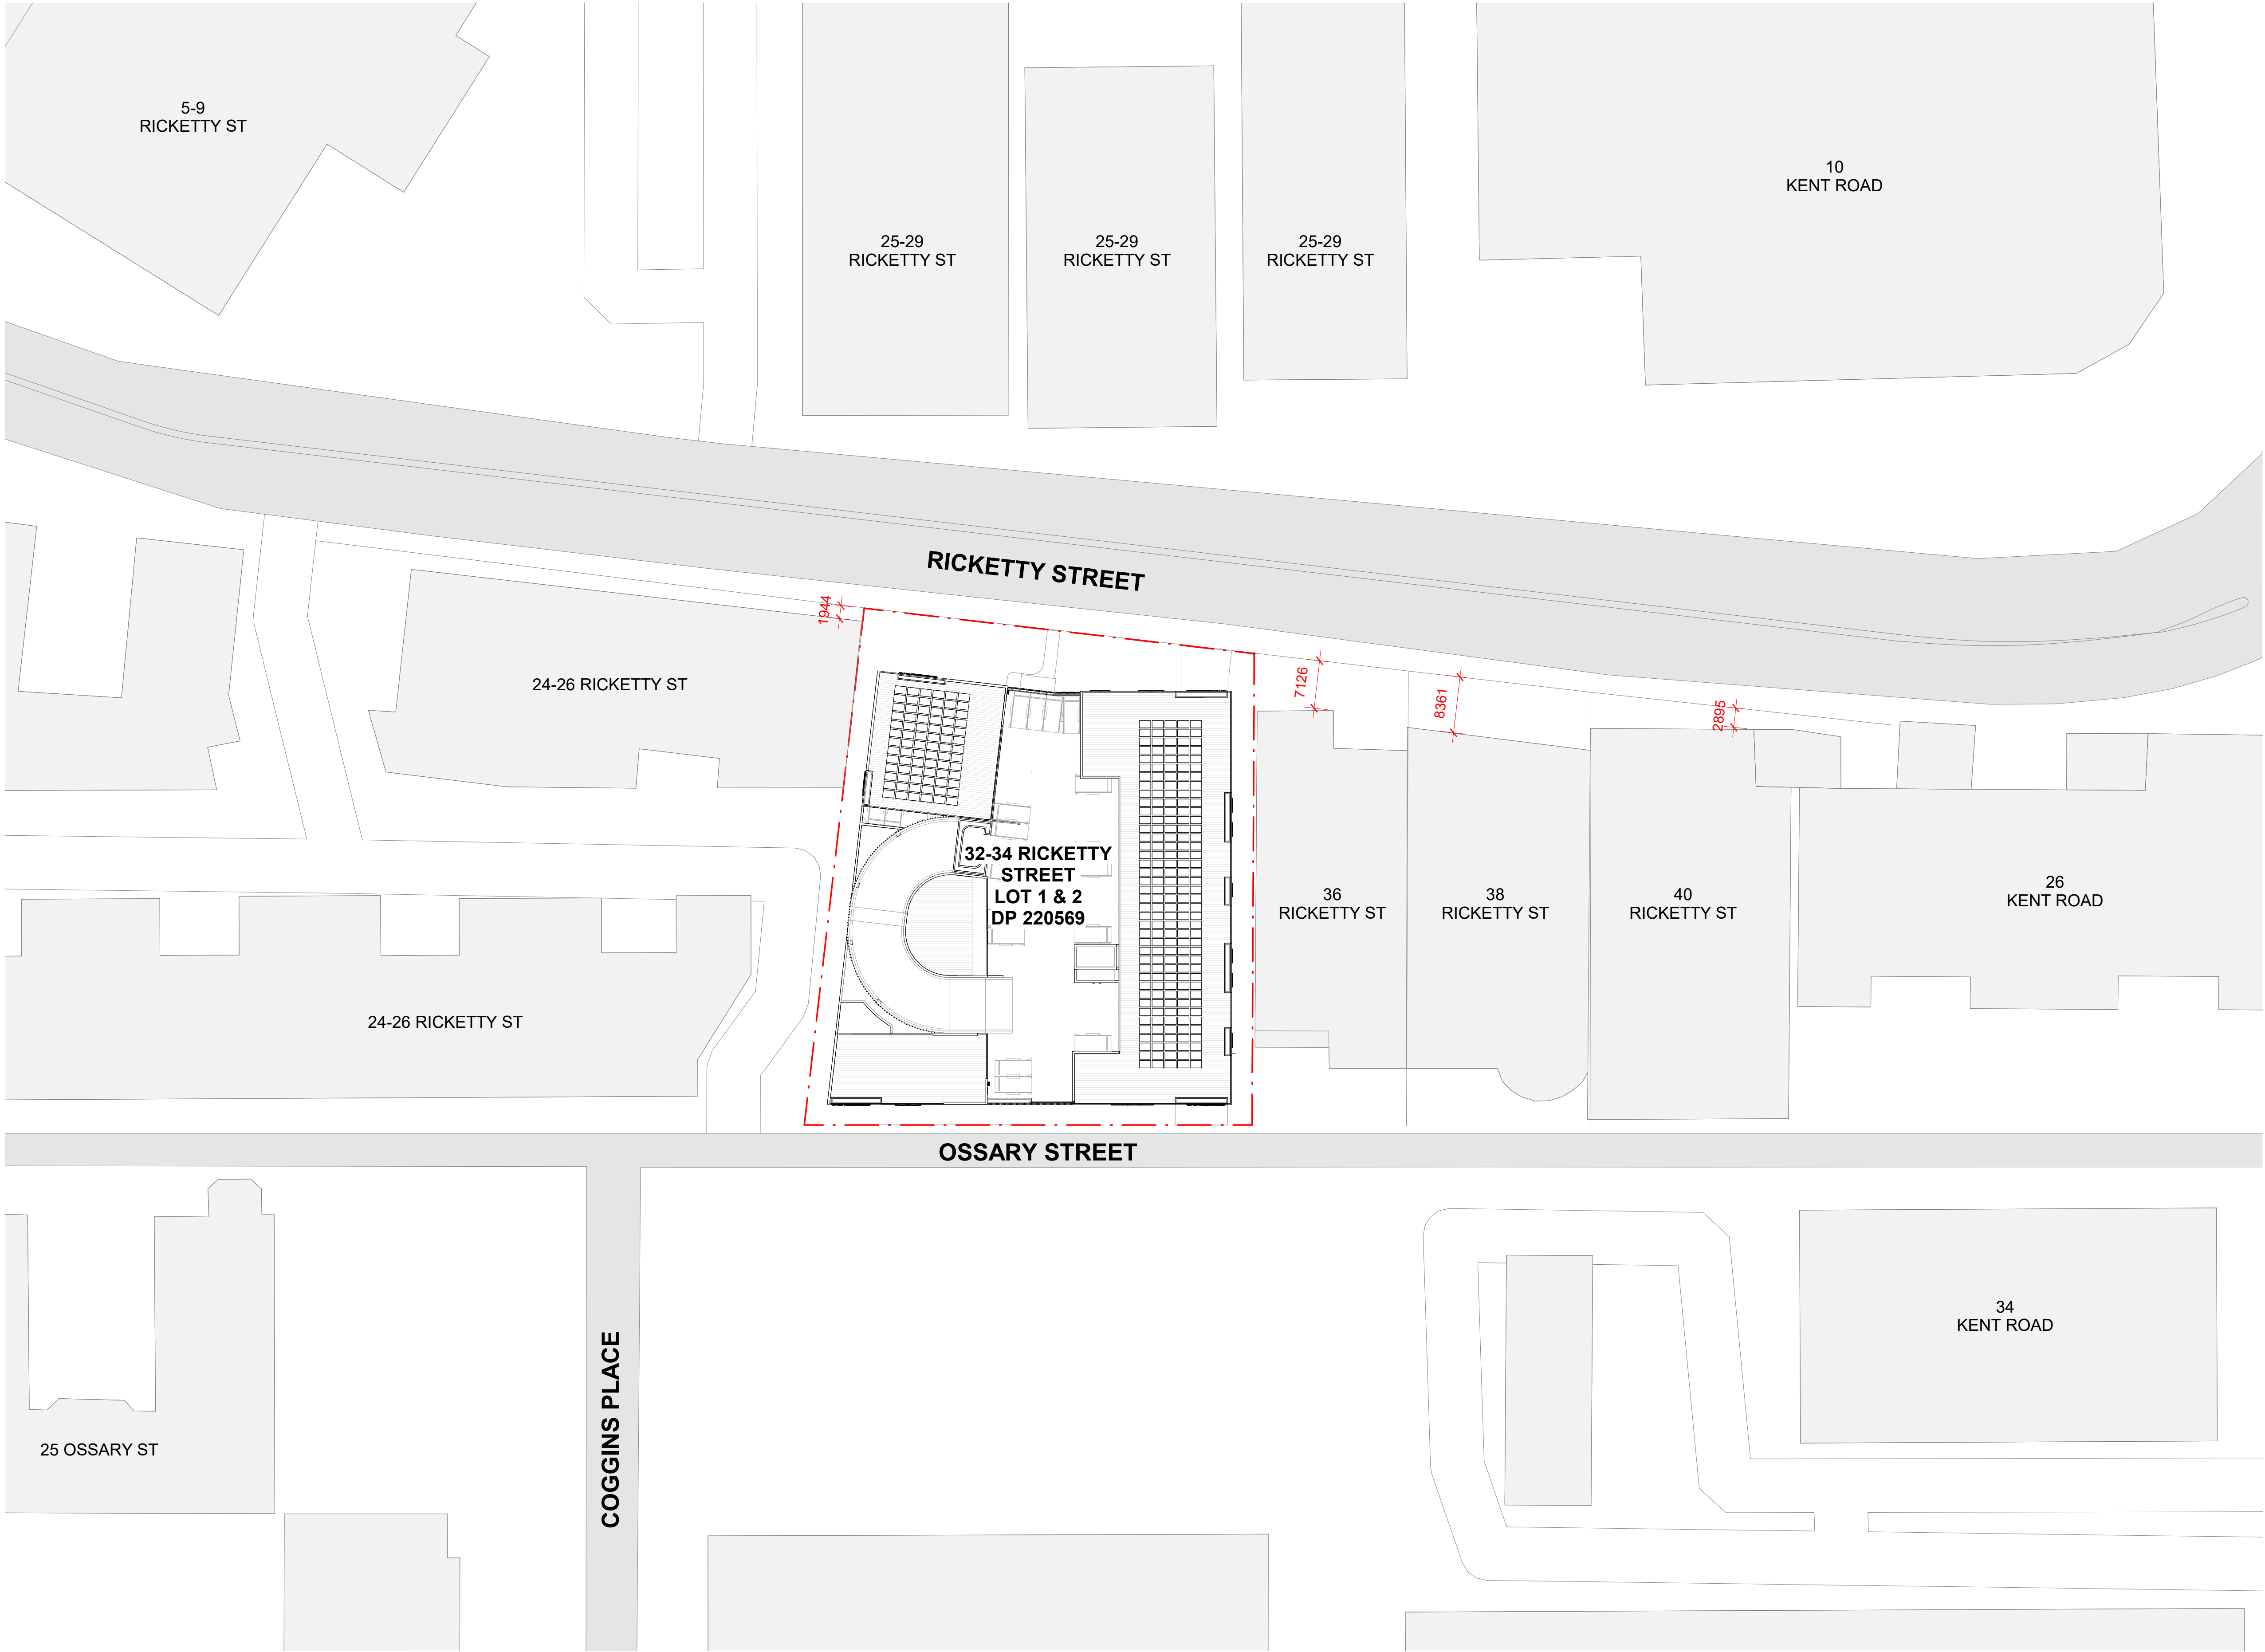 5-9
RICKETTY ST
10
KENT ROAD
25-29
RICKETTY ST
25-29
RICKETTY ST
25-29
RICKETTY ST
RICKETTY STREET
1944
24-26 RICKETTY ST
7126
8361
2895
32-34 RICKETTY
STREET
LOT 1 & 2
DP 220569
36
RICKETTY ST
38
RICKETTY ST
40
RICKETTY ST
26
KENT ROAD
24-26 RICKETTY ST
OSSARY STREET
34
KENT ROAD
COGGINS PLACE
25 OSSARY ST